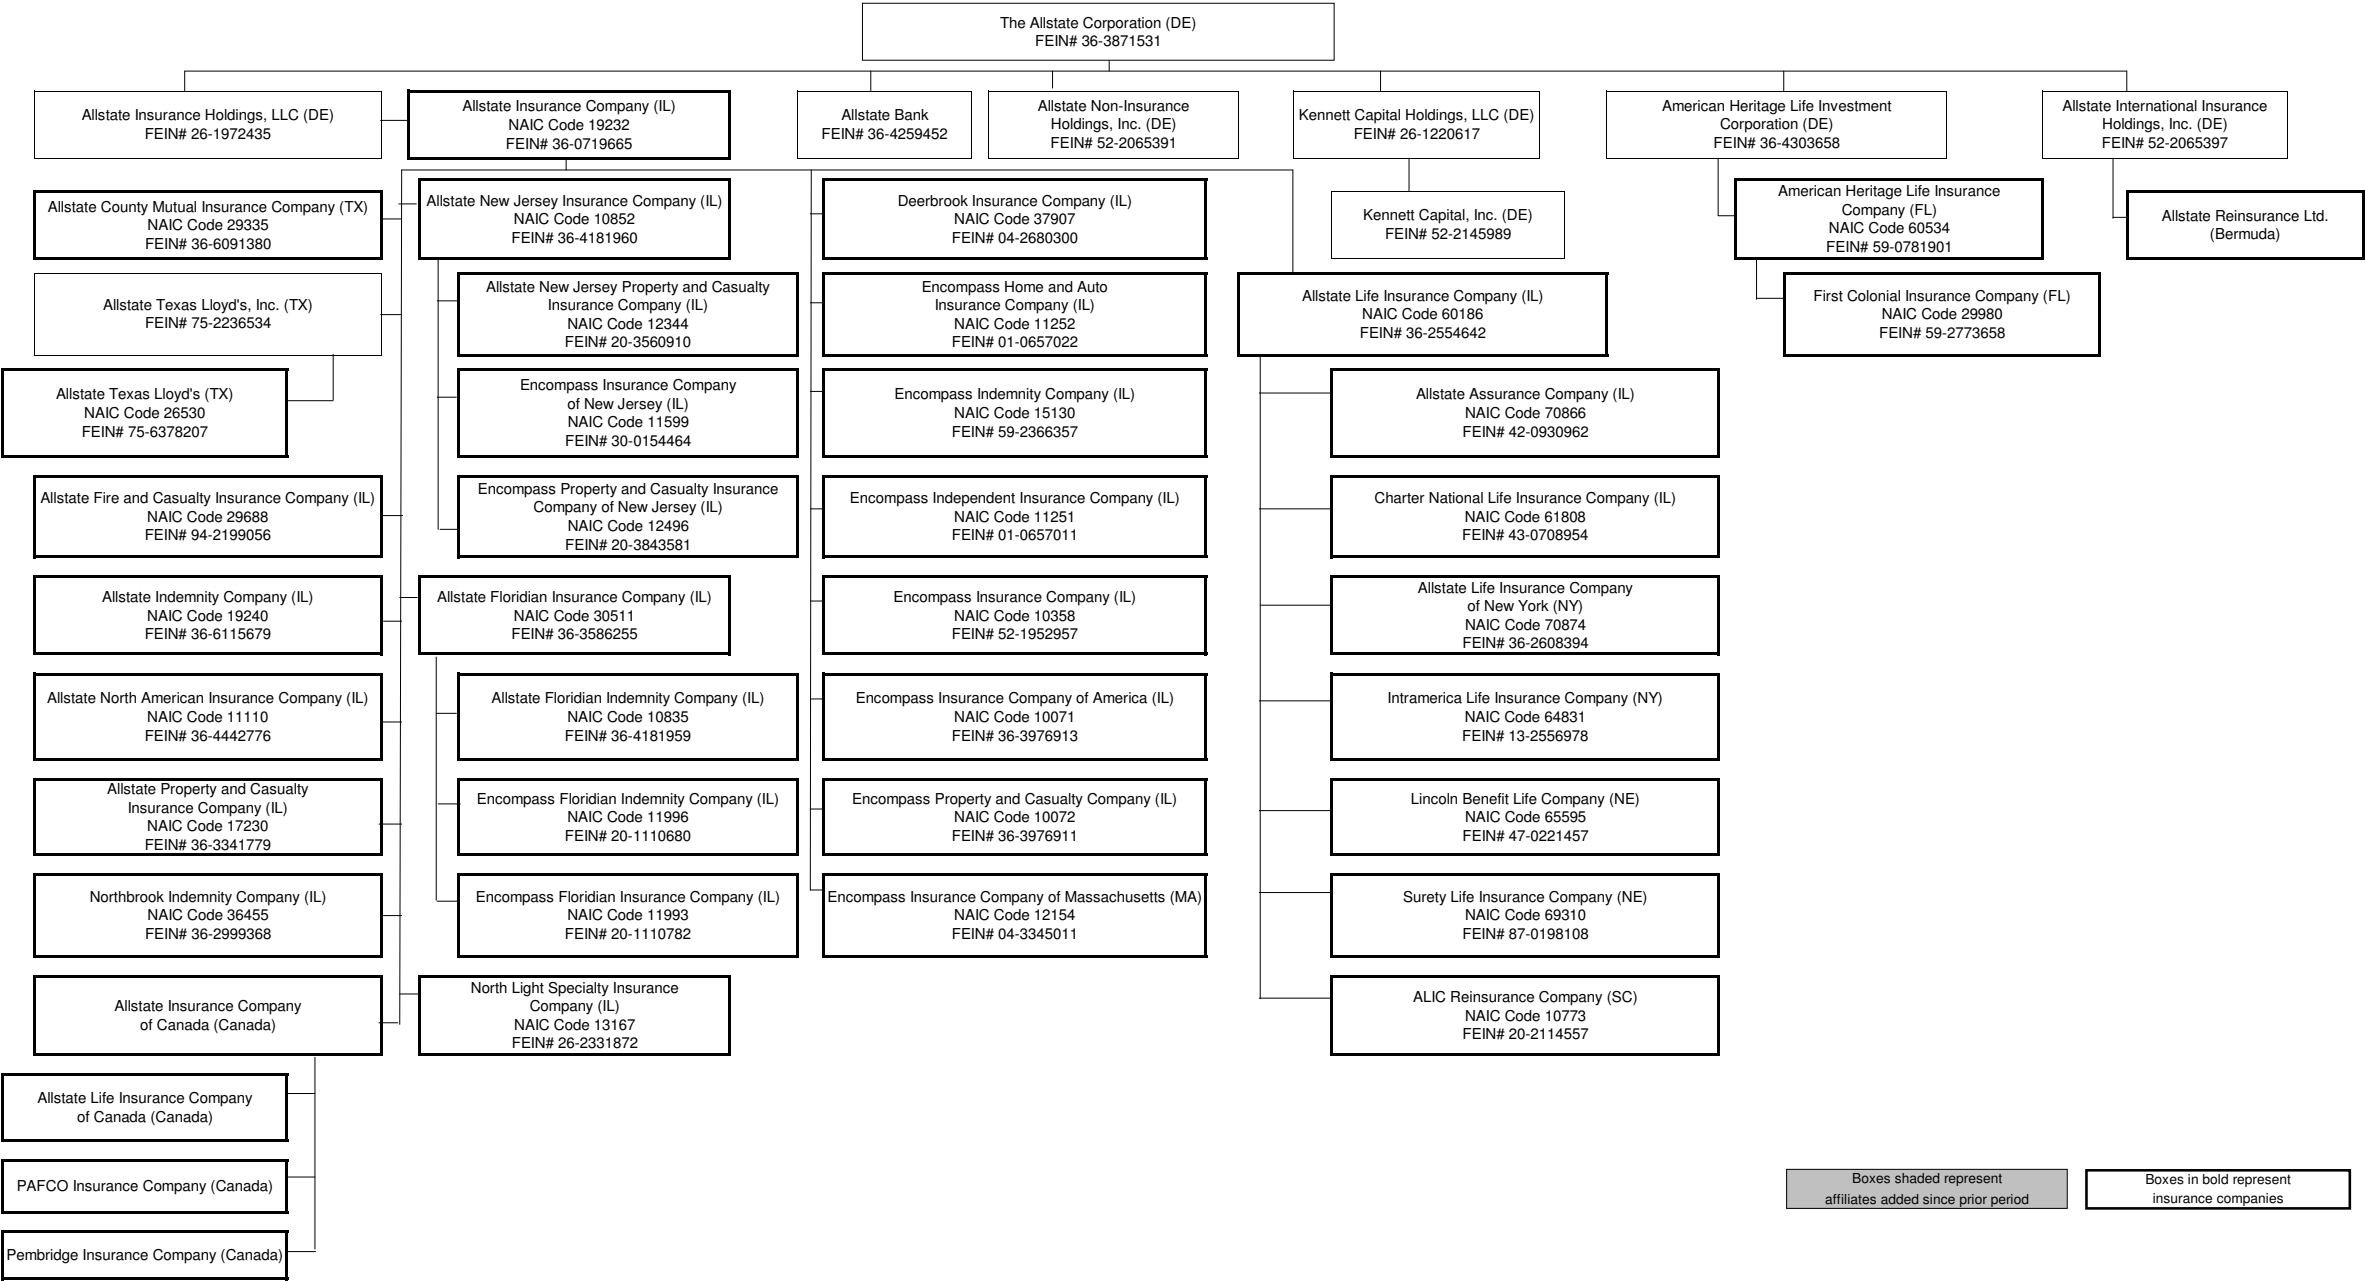 The Allstate Corporation (DE)
FEIN# 36-3871531
Allstate Insurance Holdings, LLC (DE)
FEIN# 26-1972435
Allstate Insurance Company (IL)
NAIC Code 19232
FEIN# 36-0719665
Allstate Bank
FEIN# 36-4259452
Allstate Non-Insurance
Holdings, Inc. (DE)
FEIN# 52-2065391
Kennett Capital Holdings, LLC (DE)
FEIN# 26-1220617
American Heritage Life Investment
Corporation (DE)
FEIN# 36-4303658
Allstate International Insurance
Holdings, Inc. (DE)
FEIN# 52-2065397
Allstate County Mutual Insurance Company (TX)
NAIC Code 29335
FEIN# 36-6091380
Allstate New Jersey Insurance Company (IL)
NAIC Code 10852
FEIN# 36-4181960
Deerbrook Insurance Company (IL)
NAIC Code 37907
FEIN# 04-2680300
Kennett Capital, Inc. (DE)
FEIN# 52-2145989
American Heritage Life Insurance
Company (FL)
NAIC Code 60534
FEIN# 59-0781901
Allstate Reinsurance Ltd.
(Bermuda)
Allstate Texas Lloyd's, Inc. (TX)
FEIN# 75-2236534
Allstate New Jersey Property and Casualty
Insurance Company (IL)
NAIC Code 12344
FEIN# 20-3560910
Encompass Home and Auto
Insurance Company (IL)
NAIC Code 11252
FEIN# 01-0657022
Allstate Life Insurance Company (IL)
NAIC Code 60186
FEIN# 36-2554642
First Colonial Insurance Company (FL)
NAIC Code 29980
FEIN# 59-2773658
Allstate Texas Lloyd's (TX)
NAIC Code 26530
FEIN# 75-6378207
Encompass Insurance Company
of New Jersey (IL)
NAIC Code 11599
FEIN# 30-0154464
Encompass Indemnity Company (IL)
NAIC Code 15130
FEIN# 59-2366357
Allstate Assurance Company (IL)
NAIC Code 70866
FEIN# 42-0930962
Allstate Fire and Casualty Insurance Company (IL)
NAIC Code 29688
FEIN# 94-2199056
Encompass Property and Casualty Insurance
Company of New Jersey (IL)
NAIC Code 12496
FEIN# 20-3843581
Encompass Independent Insurance Company (IL)
NAIC Code 11251
FEIN# 01-0657011
Charter National Life Insurance Company (IL)
NAIC Code 61808
FEIN# 43-0708954
Allstate Indemnity Company (IL)
NAIC Code 19240
FEIN# 36-6115679
Allstate Floridian Insurance Company (IL)
NAIC Code 30511
FEIN# 36-3586255
Encompass Insurance Company (IL)
NAIC Code 10358
FEIN# 52-1952957
Allstate Life Insurance Company
of New York (NY)
NAIC Code 70874
FEIN# 36-2608394
Allstate North American Insurance Company (IL)
NAIC Code 11110
FEIN# 36-4442776
Allstate Floridian Indemnity Company (IL)
NAIC Code 10835
FEIN# 36-4181959
Encompass Insurance Company of America (IL)
NAIC Code 10071
FEIN# 36-3976913
Intramerica Life Insurance Company (NY)
NAIC Code 64831
FEIN# 13-2556978
Allstate Property and Casualty
Insurance Company (IL)
NAIC Code 17230
FEIN# 36-3341779
Encompass Floridian Indemnity Company (IL)
NAIC Code 11996
FEIN# 20-1110680
Encompass Property and Casualty Company (IL)
NAIC Code 10072
FEIN# 36-3976911
Lincoln Benefit Life Company (NE)
NAIC Code 65595
FEIN# 47-0221457
Northbrook Indemnity Company (IL)
NAIC Code 36455
FEIN# 36-2999368
Encompass Floridian Insurance Company (IL)
NAIC Code 11993
FEIN# 20-1110782
Encompass Insurance Company of Massachusetts (MA)
NAIC Code 12154
FEIN# 04-3345011
Surety Life Insurance Company (NE)
NAIC Code 69310
FEIN# 87-0198108
Allstate Insurance Company
of Canada (Canada)
North Light Specialty Insurance
Company (IL)
NAIC Code 13167
FEIN# 26-2331872
ALIC Reinsurance Company (SC)
NAIC Code 10773
FEIN# 20-2114557
Allstate Life Insurance Company
of Canada (Canada)
PAFCO Insurance Company (Canada)
Pembridge Insurance Company (Canada)
Boxes shaded represent
affiliates added since prior period
Boxes in bold represent
insurance companies